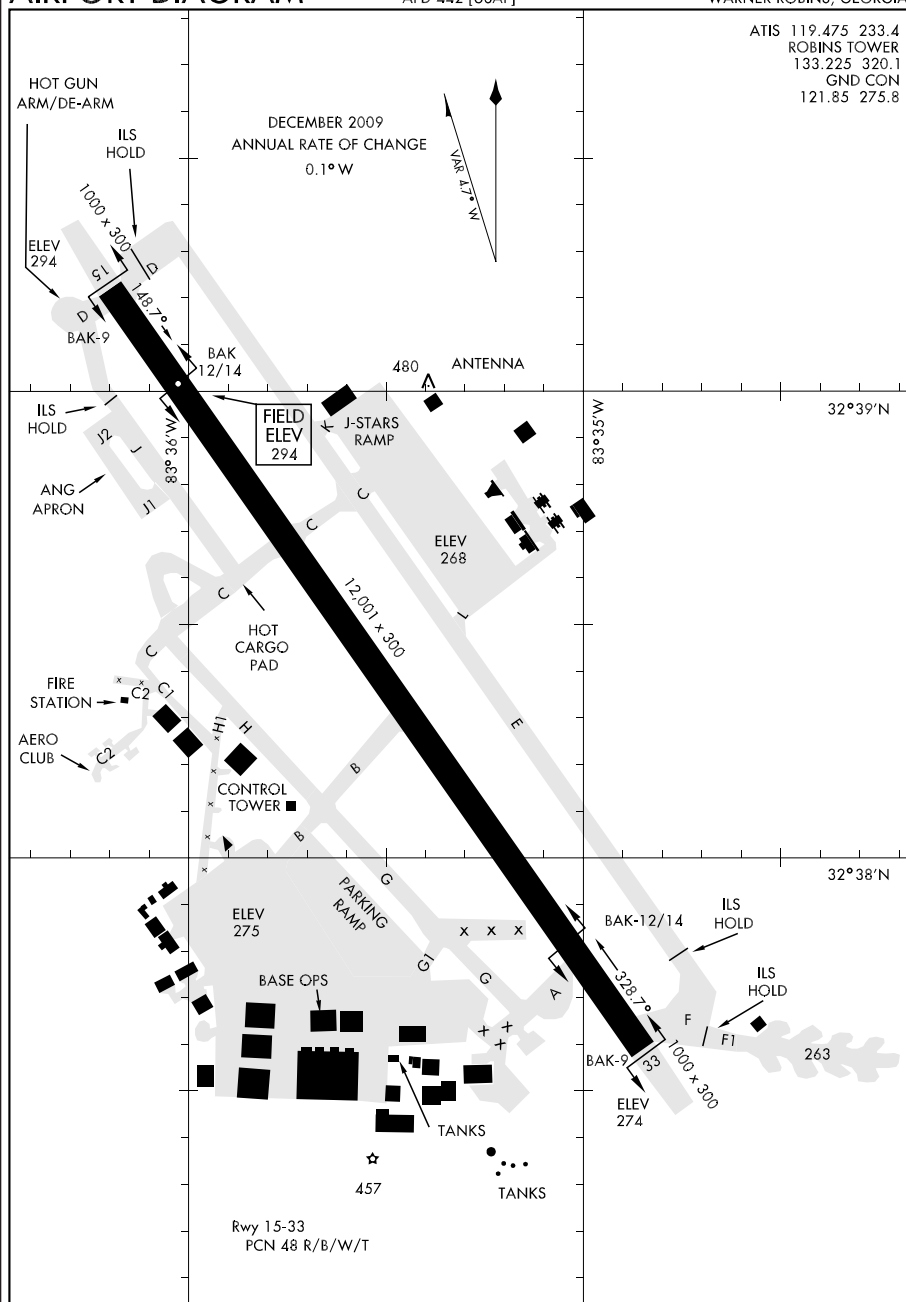 AIRPORT DIAGRAM
AFD-442 [USAF]
WARNER ROBINS, GEORGIA
ATIS 119.475 233.4
ROBINS TOWER
133.225 320.1
GND CON
121.85 275.8
HOT GUN
ARM/DE-ARM
ILS
HOLD
DECEMBER 2009
ANNUAL RATE OF CHANGE
0.1° W
VAR 4.7° W
1000 x 300
ELEV
294
15
D
D
148.7°
BAK-9
BAK
12/14
480
ANTENNA
ILS
HOLD
FIELD
ELEV
294
K
J-STARS
RAMP
32°39'N
83°36'W
83°35'W
J2
J
J1
ANG
APRON
C
C
ELEV
268
C
HOT
CARGO
PAD
12,001 x 300
L
C
FIRE
STATION
C2
C1
H1
H
E
AERO
CLUB
C2
B
CONTROL
TOWER
B
G
32°38'N
PARKING
RAMP
ELEV
275
x
x
x
x
x
x
x
X X X
BAK-12/14
ILS
HOLD
G1
G
A
328.7°
ILS
HOLD
BASE OPS
X
X
X
F
F1
263
BAK-9
33
1000 x 300
ELEV
274
TANKS
457
TANKS
Rwy 15-33
PCN 48 R/B/W/T